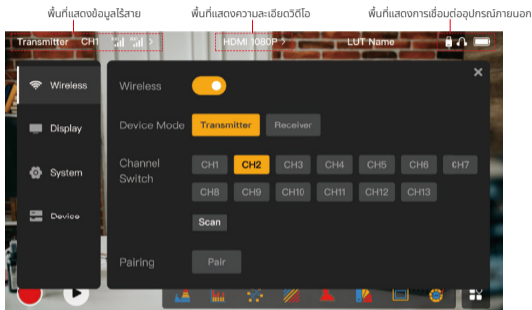 พื้นที่แสดงข้อมูลไร้สาย พื้นที่แสดงความละเอียดวิดีโอ พื้นที่แสดงการเชื่อมต่ออุปกรณ์ภายนอก
Transmitter CH1 HDMI 1080P > LUT Name
Wireless
Display
System
Device
Wireless
Device Mode Transmitter Receiver
Channel Switch
CH1 CH2 CH3 CH4 CH5 CH6 CH7
CH8 CH9 CH10 CH11 CH12 CH13
Scan
Pairing Pair